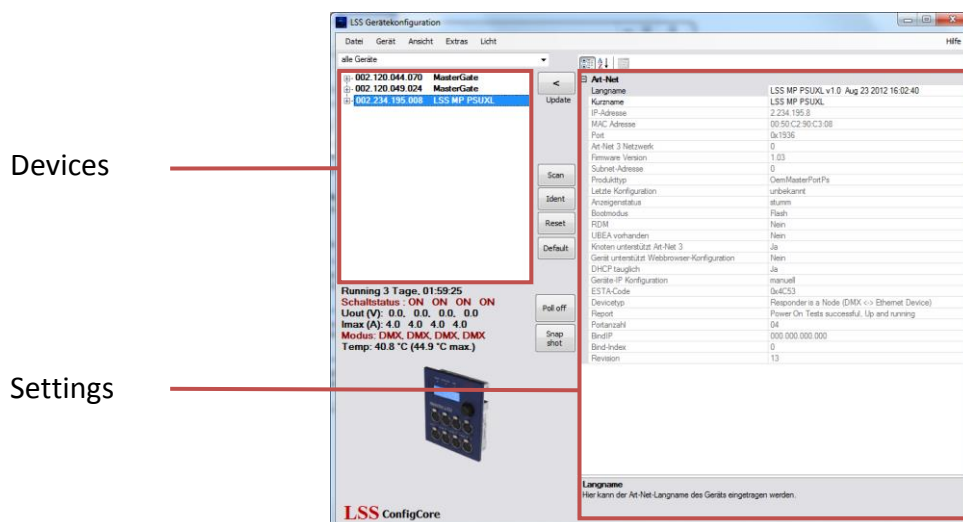 LSS Gerätekonfiguration
Datei Gerät Ansicht Extras Licht Hilfe
alle Geräte
002.120.044.070 MasterGate
002.120.049.024 MasterGate
002.234.195.008 LSS MP PSUXL
<
Update
Scan
Ident
Reset
Default
Poll off
Snap
shot
Devices
Settings
Running 3 Tage, 01:59:25
Schaltstatus : ON ON ON ON
Uout (V): 0.0, 0.0, 0.0, 0.0
Imax (A): 4.0 4.0 4.0 4.0
Modus: DMX, DMX, DMX, DMX
Temp: 40.8 °C (44.9 °C max.)
LSS ConfigCore
Art-Net
Langname LSS MP PSUXL v1.0 Aug 23 2012 16:02:40
Kurzname LSS MP PSUXL
IP-Adresse 2.234.195.8
MAC Adresse 00:50:C2:90:C3:08
Port 0x1936
Art-Net 3 Netzwerk 0
Firmware Version 1.03
Subnet-Adresse 0
Produkttyp OemMasterPortPs
Letzte Konfiguration unbekannt
Anzeigenstatus stumm
Bootmodus Flash
RDM Nein
UBEA vorhanden Nein
Knoten unterstützt Art-Net 3 Ja
Gerät unterstützt Webbrowser-Konfiguration Nein
DHCP tauglich Ja
Geräte-IP Konfiguration manuell
ESTA-Code 0x4C53
Devicetyp Responder is a Node (DMX <-> Ethernet Device)
Report Power On Tests successful, Up and running
Portanzahl 04
BindIP 000.000.000.000
Bind-Index 0
Revision 13
Langname
Hier kann der Art-Net-Langname des Geräts eingetragen werden.